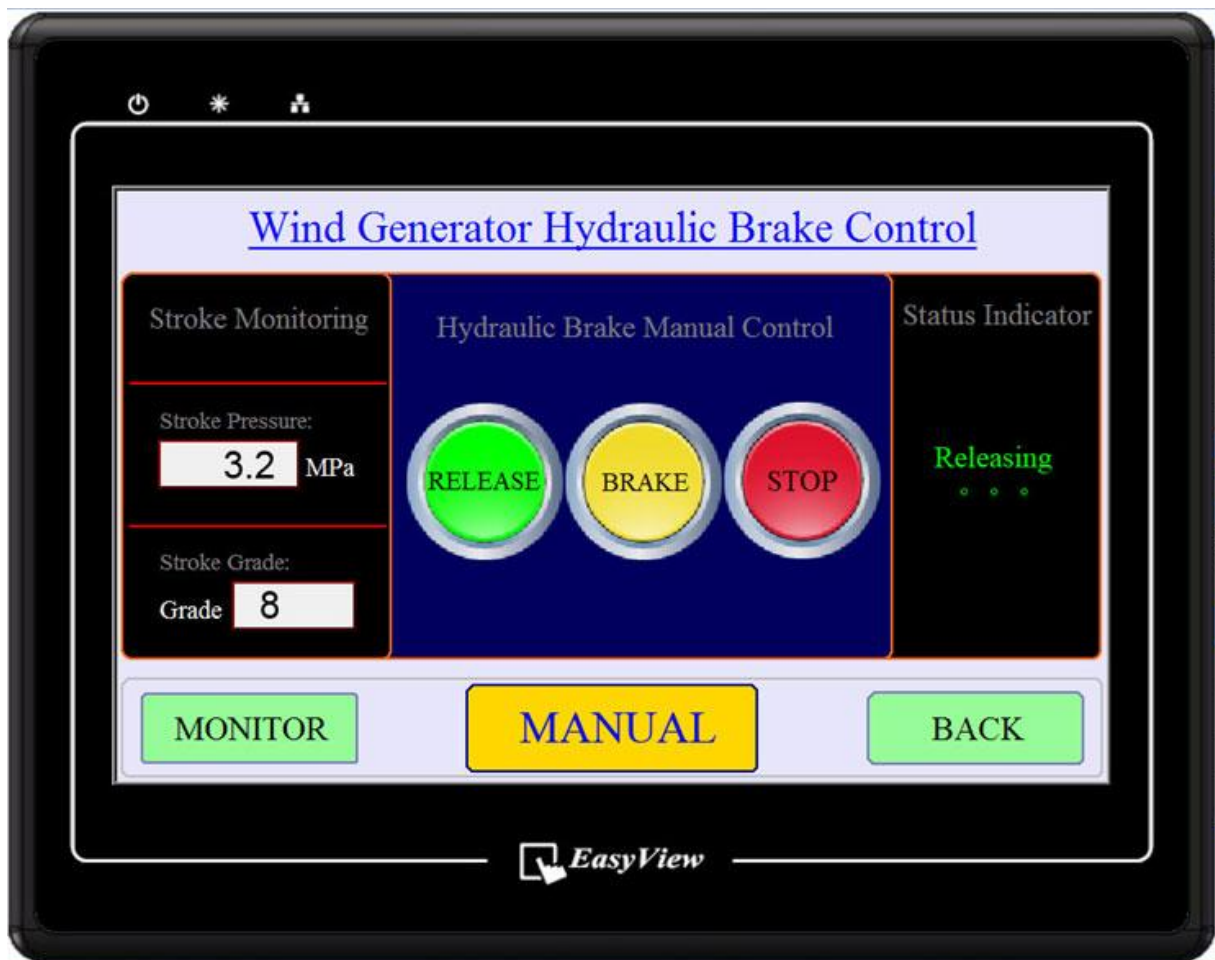 Wind Generator Hydraulic Brake Control
Stroke Monitoring
Stroke Pressure:
3.2 MPa
Stroke Grade:
Grade 8
Hydraulic Brake Manual Control
RELEASE BRAKE STOP
Status Indicator
Releasing
MONITOR MANUAL BACK
EasyView